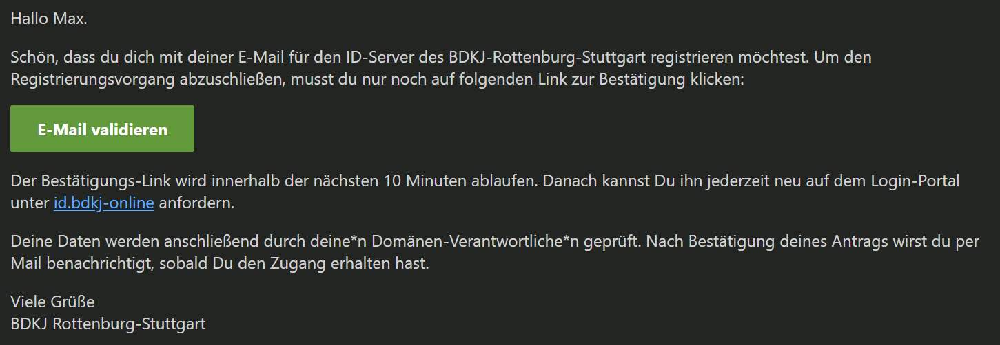 Hallo Max.
Schön, dass du dich mit deiner E-Mail für den ID-Server des BDKJ-Rottenburg-Stuttgart registrieren möchtest. Um den
Registrierungsvorgang abzuschließen, musst du nur noch auf folgenden Link zur Bestätigung klicken:
E-Mail validieren
Der Bestätigungs-Link wird innerhalb der nächsten 10 Minuten ablaufen. Danach kannst Du ihn jederzeit neu auf dem Login-Portal
unter id.bdkj-online anfordern.
Deine Daten werden anschließend durch deine*n Domänen-Verantwortliche*n geprüft. Nach Bestätigung deines Antrags wirst du per
Mail benachrichtigt, sobald Du den Zugang erhalten hast.
Viele Grüße
BDKJ Rottenburg-Stuttgart